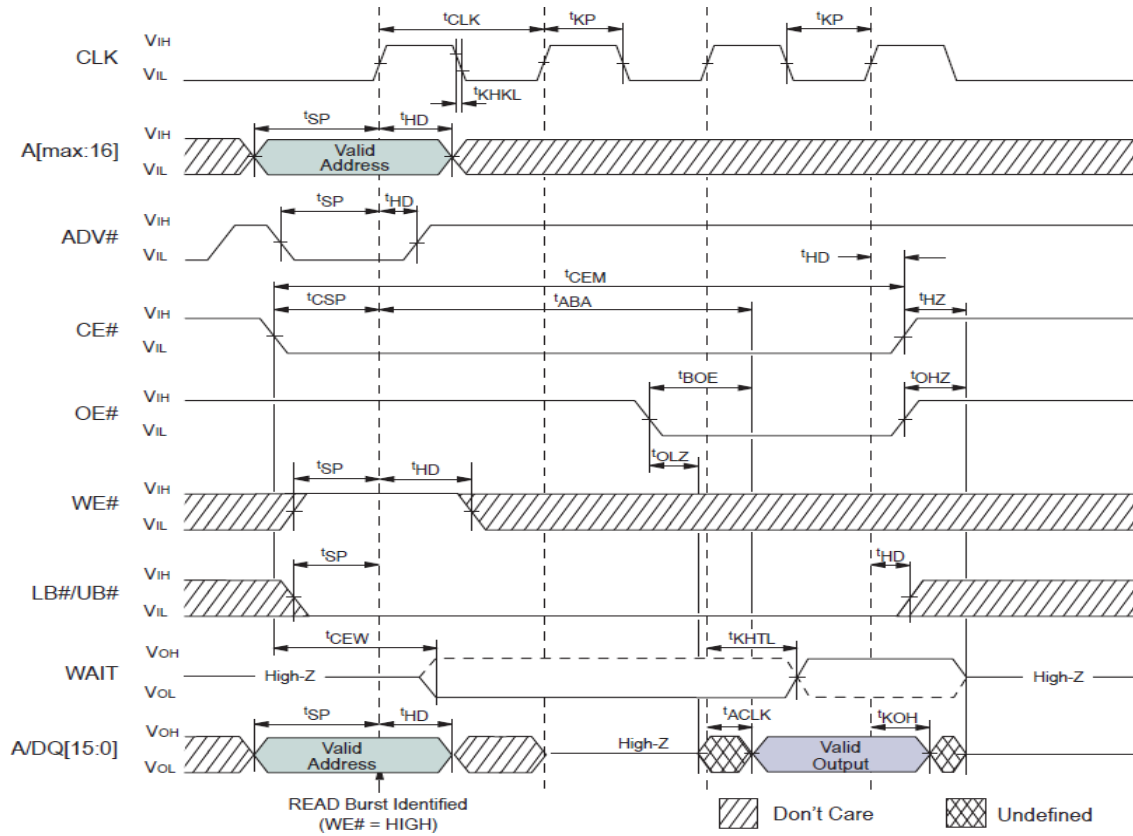 tCLK tKP tKP
CLK VIH
VIL
tKHKL
tSP tHD
A[max:16] VIH
VIL
Valid
Address
tSP tHD
ADV# VIH
VIL
tHD
tCEM
tCSP tABA tHZ
CE# VIH
VIL
tBOE tOHZ
OE# VIH
VIL
tOLZ
tSP tHD
WE# VIH
VIL
tSP tHD
LB#/UB# VIH
VIL
tCEW tKHTL
WAIT VOH
VOL
High-Z High-Z
tSP tHD tACLK tKOH
A/DQ[15:0] VOH
VOL
Valid
Address
High-Z
Valid
Output
READ Burst Identified
(WE# = HIGH)
Don't Care Undefined